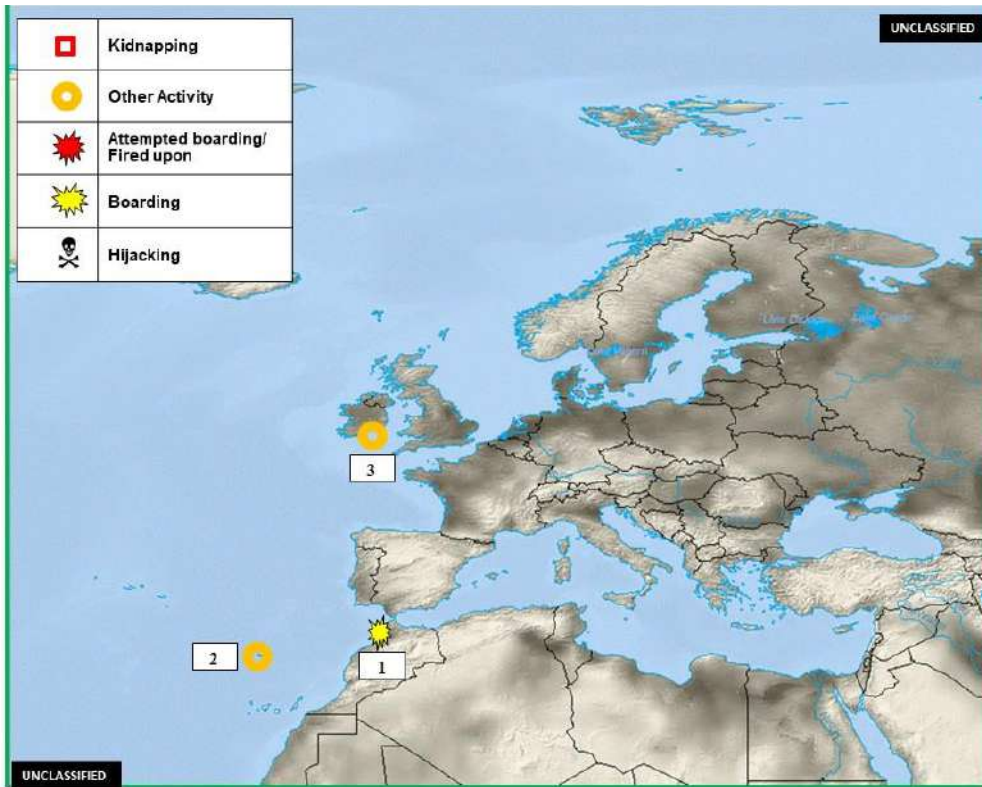 UNCLASSIFIED
Kidnapping
Other Activity
Attempted boarding/
Fired upon
Boarding
Hijacking
3
2
1
UNCLASSIFIED